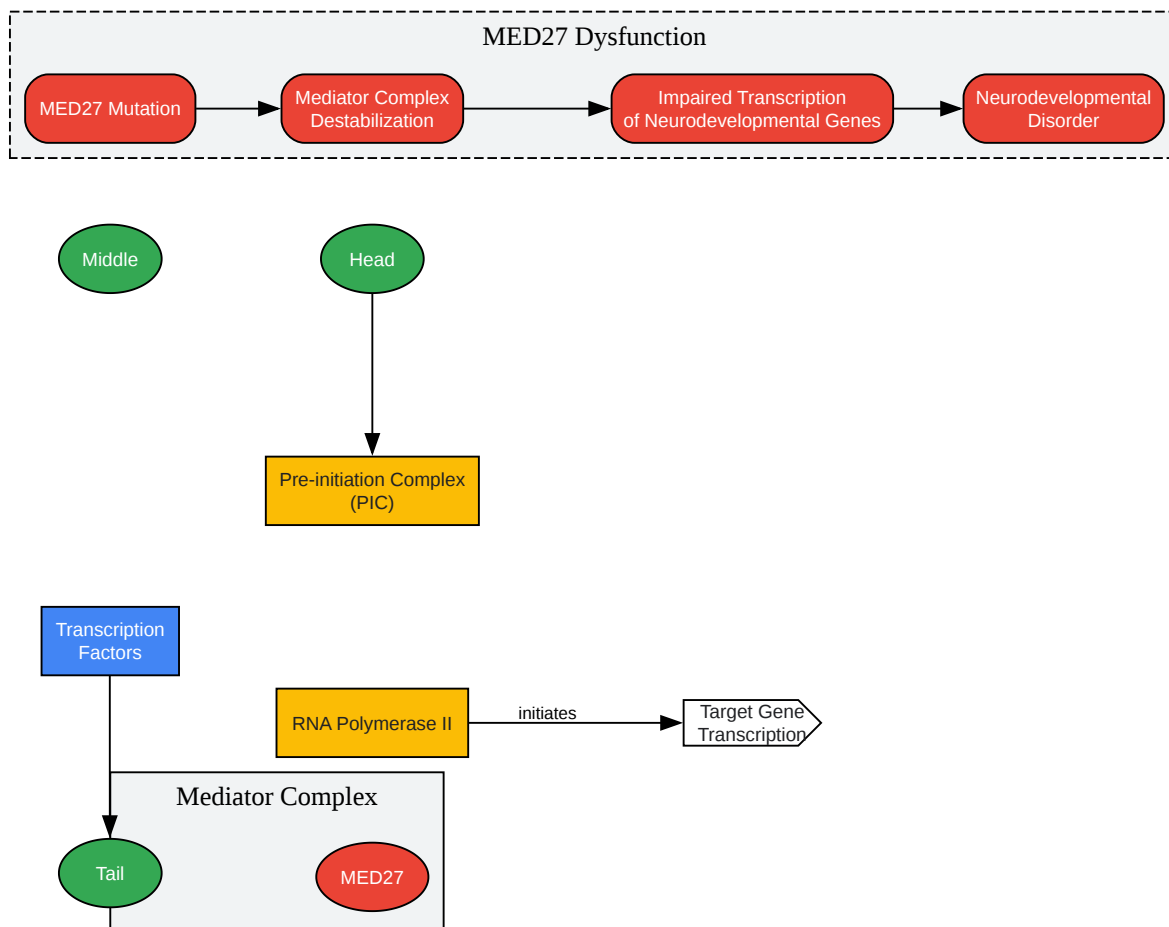 MED27 Dysfunction
MED27 Mutation
Mediator Complex
Destabilization
Impaired Transcription
of Neurodevelopmental Genes
Neurodevelopmental
Disorder
Middle
Head
Pre-initiation Complex
(PIC)
Transcription
Factors
RNA Polymerase II
initiates
Target Gene
Transcription
Mediator Complex
Tail
MED27